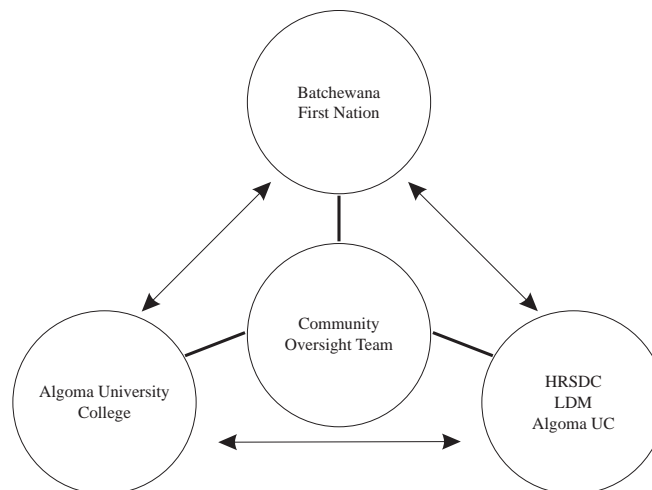 Batchewana
First Nation
Community
Oversight Team
Algoma University
College
HRSDC
LDM
Algoma UC